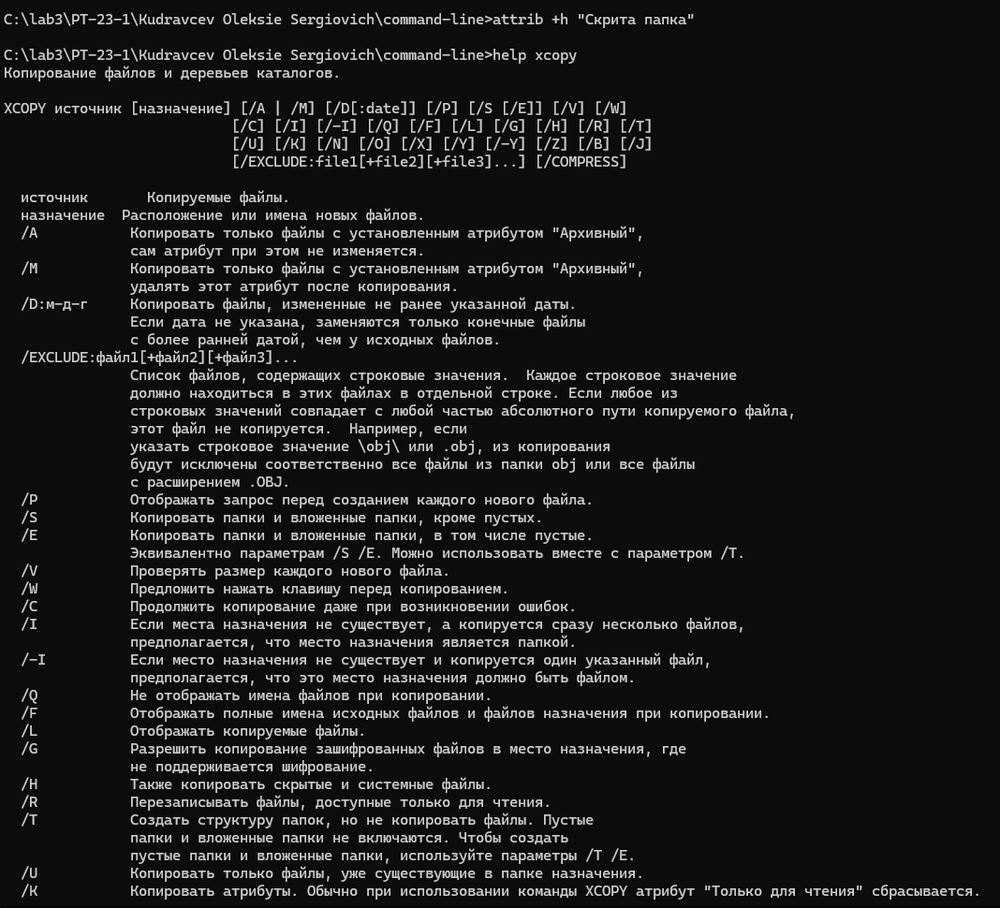 C:\lab3\PT-23-1\Kudravcev Oleksie Sergiovich\command-line>attrib +h "Скрита папка"
C:\lab3\PT-23-1\Kudravcev Oleksie Sergiovich\command-line>help xcopy
Копирование файлов и деревьев каталогов.
XCOPY источник [назначение] [/A | /M] [/D[:date]] [/P] [/S [/E]] [/V] [/W]
[/C] [/I] [/-I] [/Q] [/F] [/L] [/G] [/H] [/R] [/T]
[/U] [/K] [/N] [/O] [/X] [/Y] [/-Y] [/Z] [/B] [/J]
[/EXCLUDE:file1[+file2][+file3]...] [/COMPRESS]
источник Копируемые файлы.
назначение Расположение или имена новых файлов.
/A Копировать только файлы с установленным атрибутом "Архивный",
сам атрибут при этом не изменяется.
/M Копировать только файлы с установленным атрибутом "Архивный",
удалять этот атрибут после копирования.
/D:м-д-г Копировать файлы, измененные не ранее указанной даты.
Если дата не указана, заменяются только конечные файлы
с более ранней датой, чем у исходных файлов.
/EXCLUDE:файл1[+файл2][+файл3]...
Список файлов, содержащих строковые значения. Каждое строковое значение
должно находиться в этих файлах в отдельной строке. Если любое из
строковых значений совпадает с любой частью абсолютного пути копируемого файла,
этот файл не копируется. Например, если
указать строковое значение \obj\ или .obj, из копирования
будут исключены соответственно все файлы из папки obj или все файлы
с расширением .OBJ.
/P Отображать запрос перед созданием каждого нового файла.
/S Копировать папки и вложенные папки, кроме пустых.
/E Копировать папки и вложенные папки, в том числе пустые.
Эквивалентно параметрам /S /E. Можно использовать вместе с параметром /T.
/V Проверять размер каждого нового файла.
/W Предложить нажать клавишу перед копированием.
/C Продолжить копирование даже при возникновении ошибок.
/I Если места назначения не существует, а копируется сразу несколько файлов,
предполагается, что место назначения является папкой.
/-I Если место назначения не существует и копируется один указанный файл,
предполагается, что это место назначения должно быть файлом.
/Q Не отображать имена файлов при копировании.
/F Отображать полные имена исходных файлов и файлов назначения при копировании.
/L Отображать копируемые файлы.
/G Разрешить копирование зашифрованных файлов в место назначения, где
не поддерживается шифрование.
/H Также копировать скрытые и системные файлы.
/R Перезаписывать файлы, доступные только для чтения.
/T Создать структуру папок, но не копировать файлы. Пустые
папки и вложенные папки не включаются. Чтобы создать
пустые папки и вложенные папки, используйте параметры /T /E.
/U Копировать только файлы, уже существующие в папке назначения.
/K Копировать атрибуты. Обычно при использовании команды XCOPY атрибут "Только для чтения" сбрасывается.